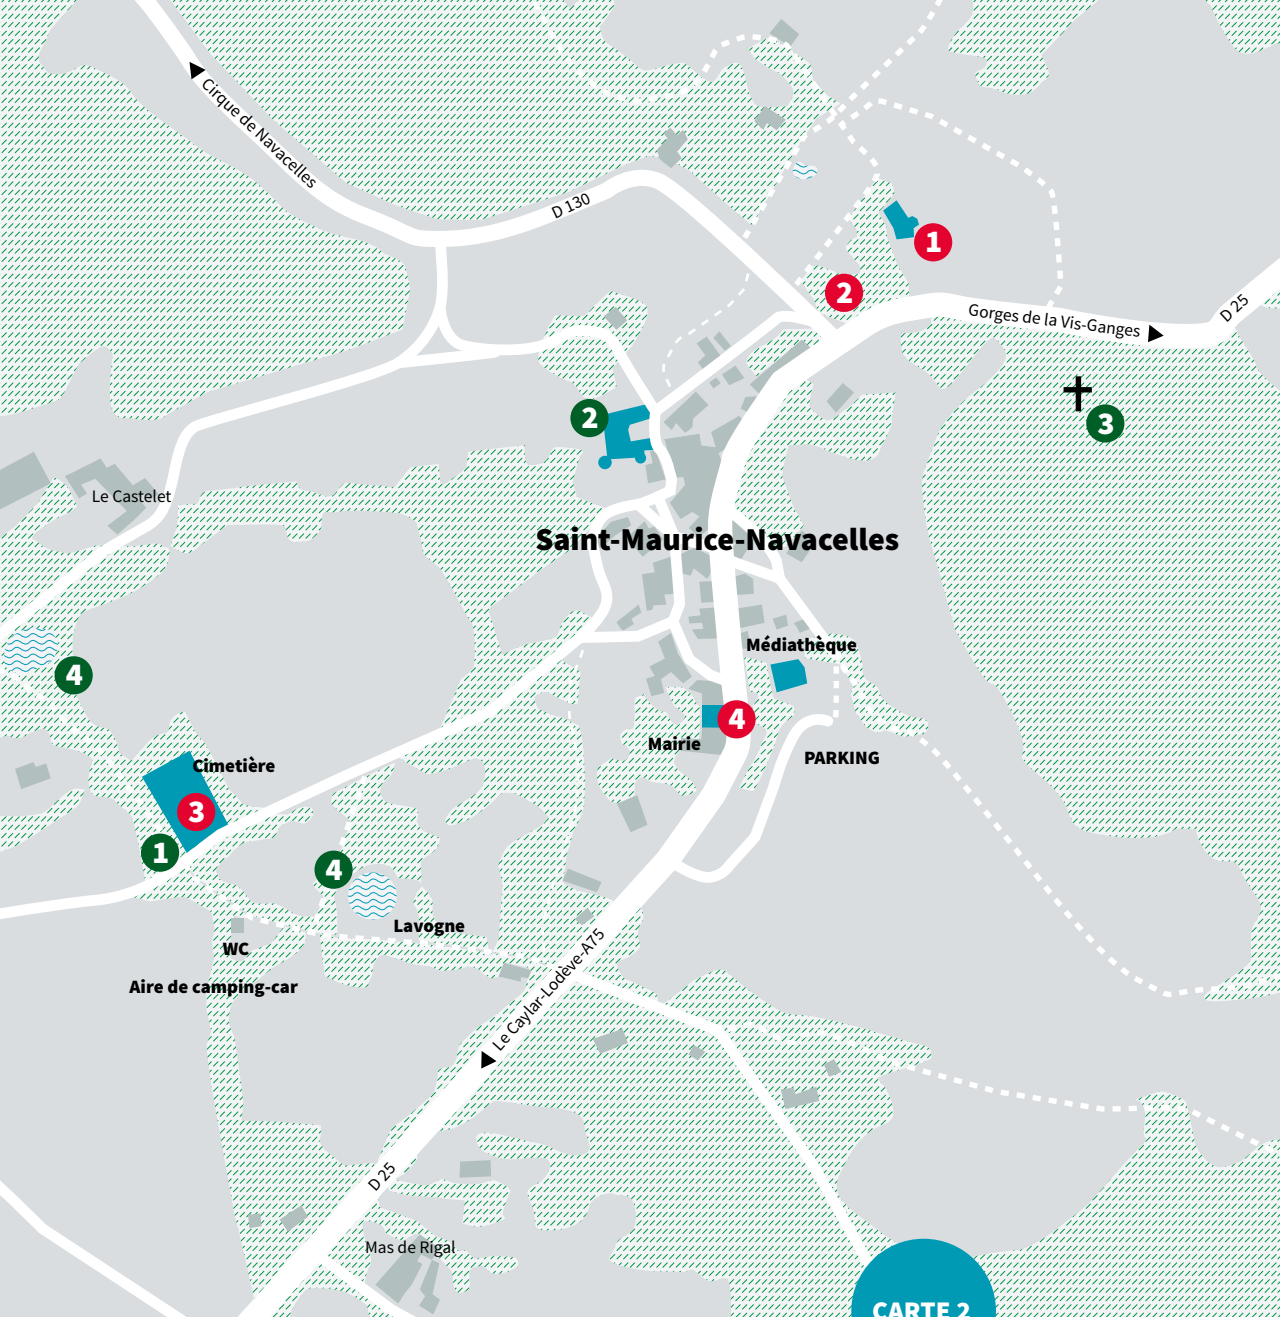 Cirque de Navacelles
D 130
1
2
Gorges de la Vis-Ganges
D 25
2
3
Le Castelet
Saint-Maurice-Navacelles
Médiathèque
4
4
Mairie
PARKING
Cimetière
3
1
4
Lavogne
WC
Aire de camping-car
Le Caylar-Lodève-A75
D 25
Mas de Rigal
CARTE 2